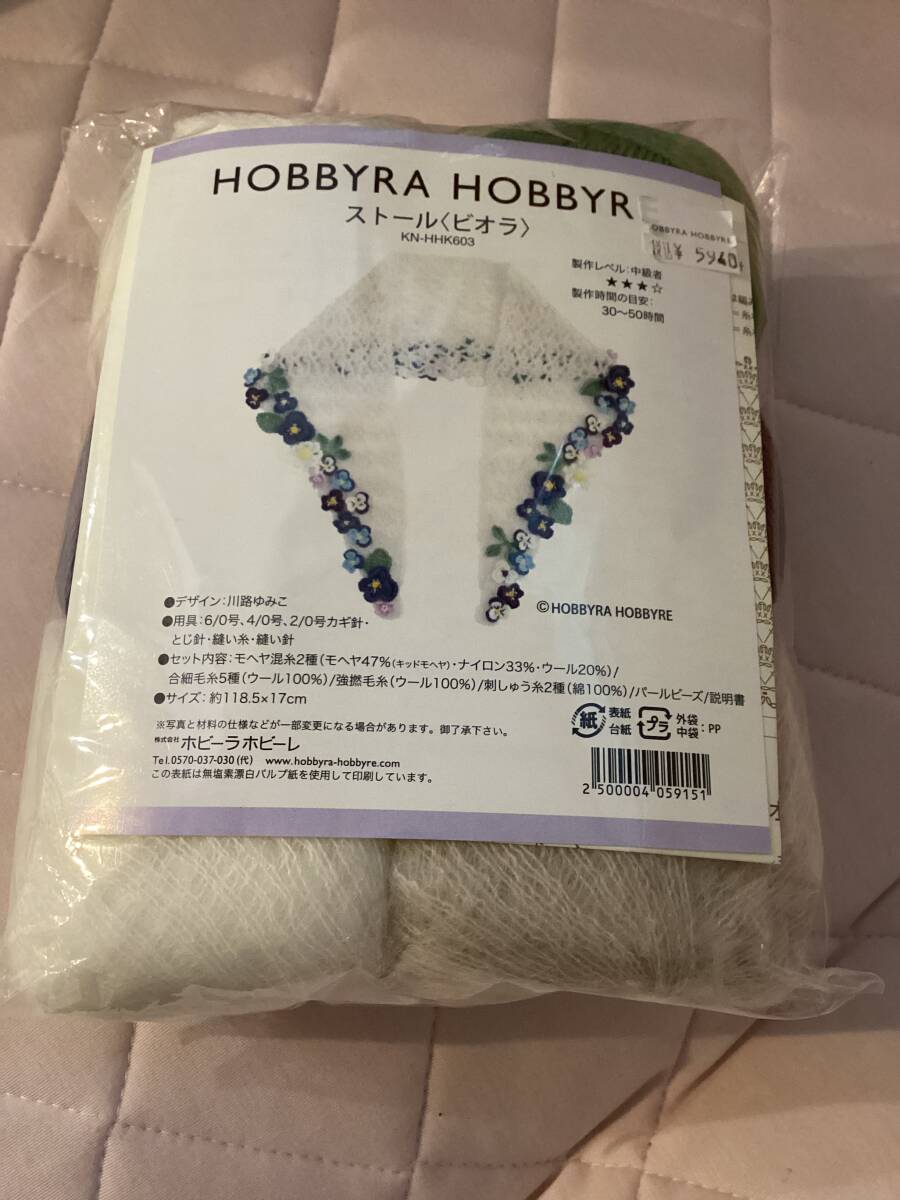 HOBBYRA HOBBYRE
ストール〈ビオラ〉
KN-HHK603
OBBYRA HOBBYRE
¥ 5940
製作レベル：中級者
★★★☆
製作時間の目安：
30〜50時間
©HOBBYRA HOBBYRE
●デザイン：川路ゆみこ
●用具：6/0号、4/0号、2/0号カギ針・
とじ針・縫い糸・縫い針
●セット内容：モヘヤ混糸2種（モヘヤ47%（キッドモヘヤ）・ナイロン33%・ウール20%）/
合細毛糸5種（ウール100%）/強撚毛糸（ウール100%）/刺しゅう糸2種（綿100%）/パールビーズ/説明書
●サイズ：約118.5×17cm
※写真と材料の仕様などが一部変更になる場合があります。御了承下さい。
株式会社 ホビーラホビーレ
Tel.0570-037-030（代） www.hobbyra-hobbyre.com
この表紙は無塩素漂白パルプ紙を使用して印刷しています。
紙 表紙 台紙
プラ 外袋 中袋：PP
2 500004 059151